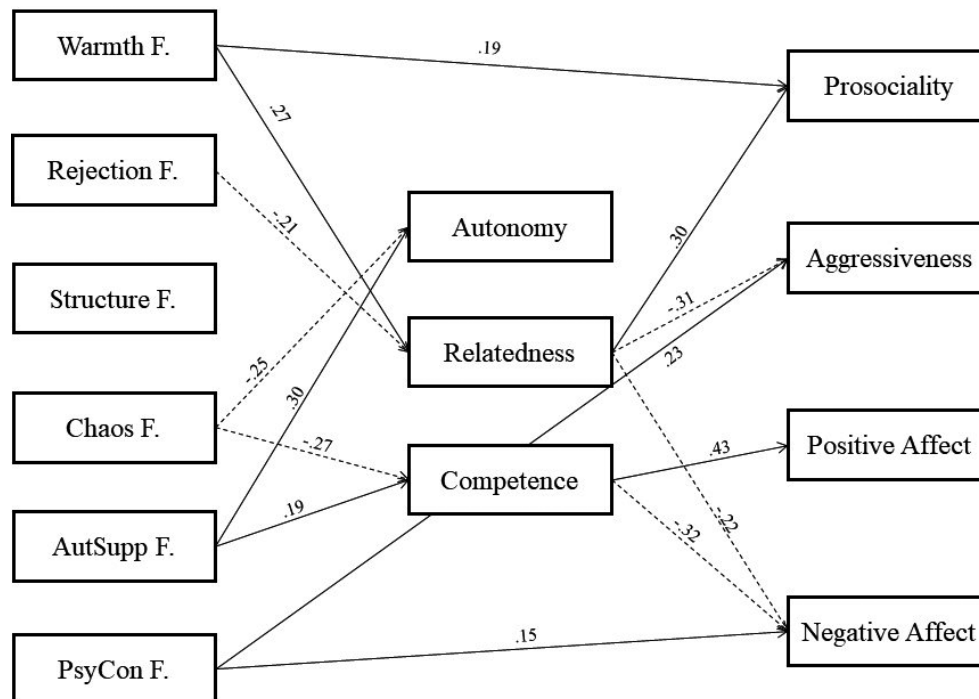 Warmth F.
Rejection F.
Structure F.
Chaos F.
AutSupp F.
PsyCon F.
Autonomy
Relatedness
Competence
Prosociality
Aggressiveness
Positive Affect
Negative Affect
.19
.27
-.21
-.25
.30
-.27
.19
.30
-.31
.23
.43
-.22
-.32
.15